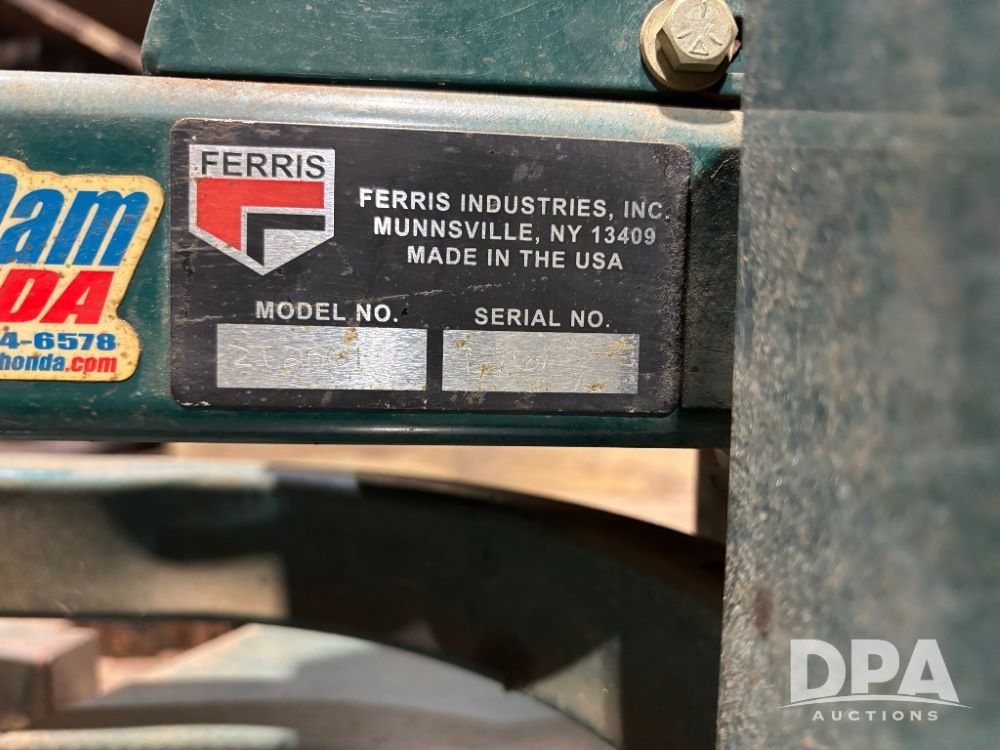 FERRIS
FERRIS INDUSTRIES, INC.
MUNNSVILLE, NY 13409
MADE IN THE USA
MODEL NO.
SERIAL NO.
am
DA
4-6578
honda.com
DPA
AUCTIONS